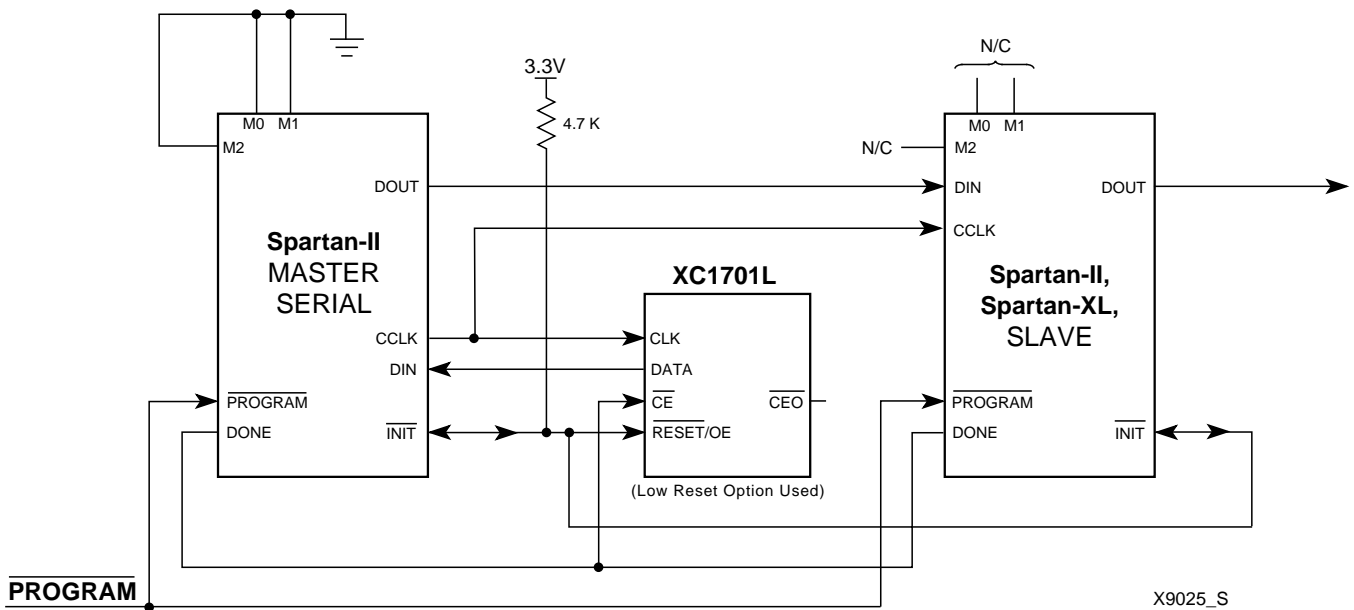 N/C
3.3V
M0 M1
M0 M1
4.7 K
M2
N/C
M2
DOUT
DIN
DOUT
CCLK
Spartan-II
MASTER
SERIAL
XC1701L
Spartan-II,
Spartan-XL,
SLAVE
CCLK
CLK
DIN
DATA
PROGRAM
CE
CEO
PROGRAM
DONE
INIT
RESET/OE
DONE
INIT
(Low Reset Option Used)
PROGRAM
X9025_S